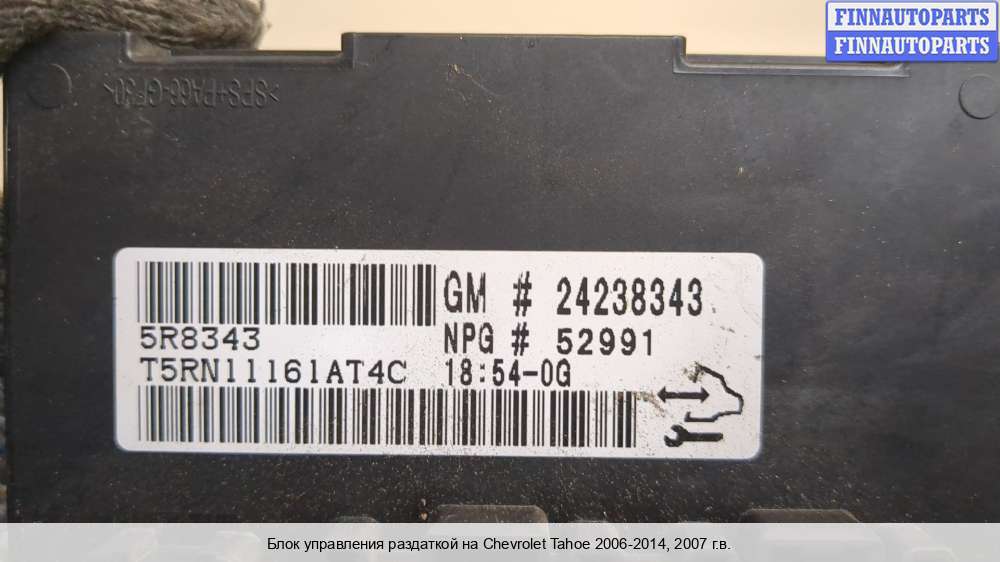 FINNAUTOPARTS
FINNAUTOPARTS
>SPS+PA66-GF30<
GM # 24238343
5R8343
NPG # 52991
T5RN11161AT4C
18:54-0G
Блок управления раздаткой на Chevrolet Tahoe 2006-2014, 2007 г.в.